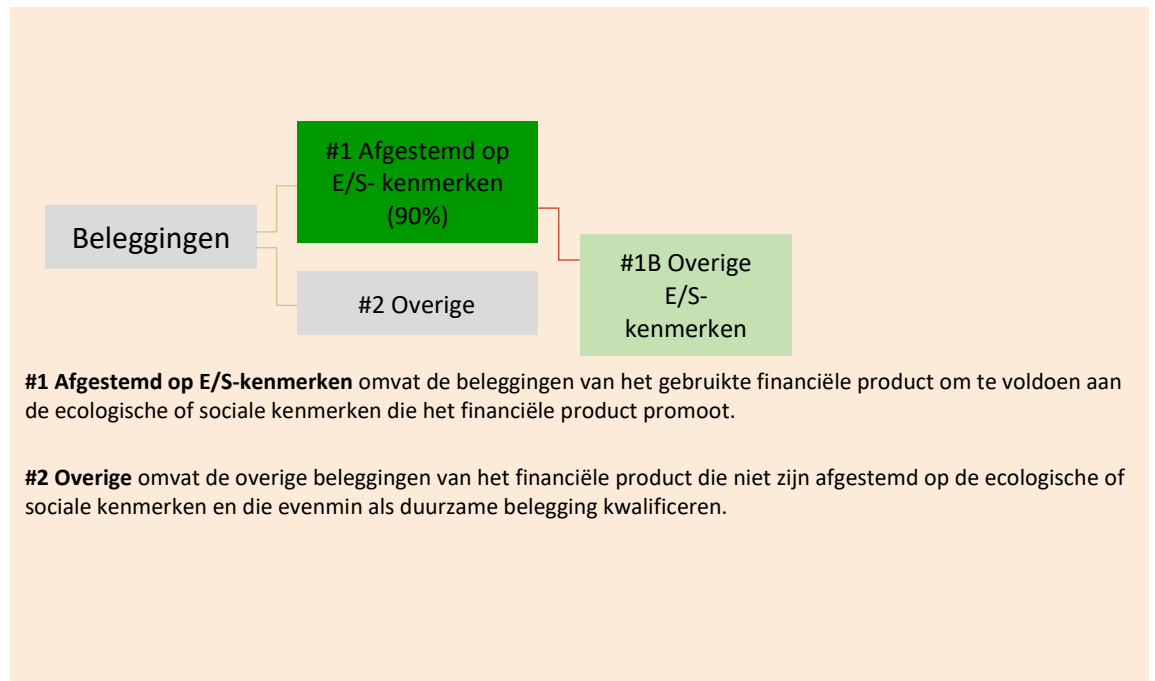 #1 Afgestemd op
E/S- kenmerken
(90%)
Beleggingen
#2 Overige
#1B Overige
E/S-
kenmerken
#1 Afgestemd op E/S-kenmerken omvat de beleggingen van het gebruikte financiële product om te voldoen aan
de ecologische of sociale kenmerken die het financiële product promoot.
#2 Overige omvat de overige beleggingen van het financiële product die niet zijn afgestemd op de ecologische of
sociale kenmerken en die evenmin als duurzame belegging kwalificeren.